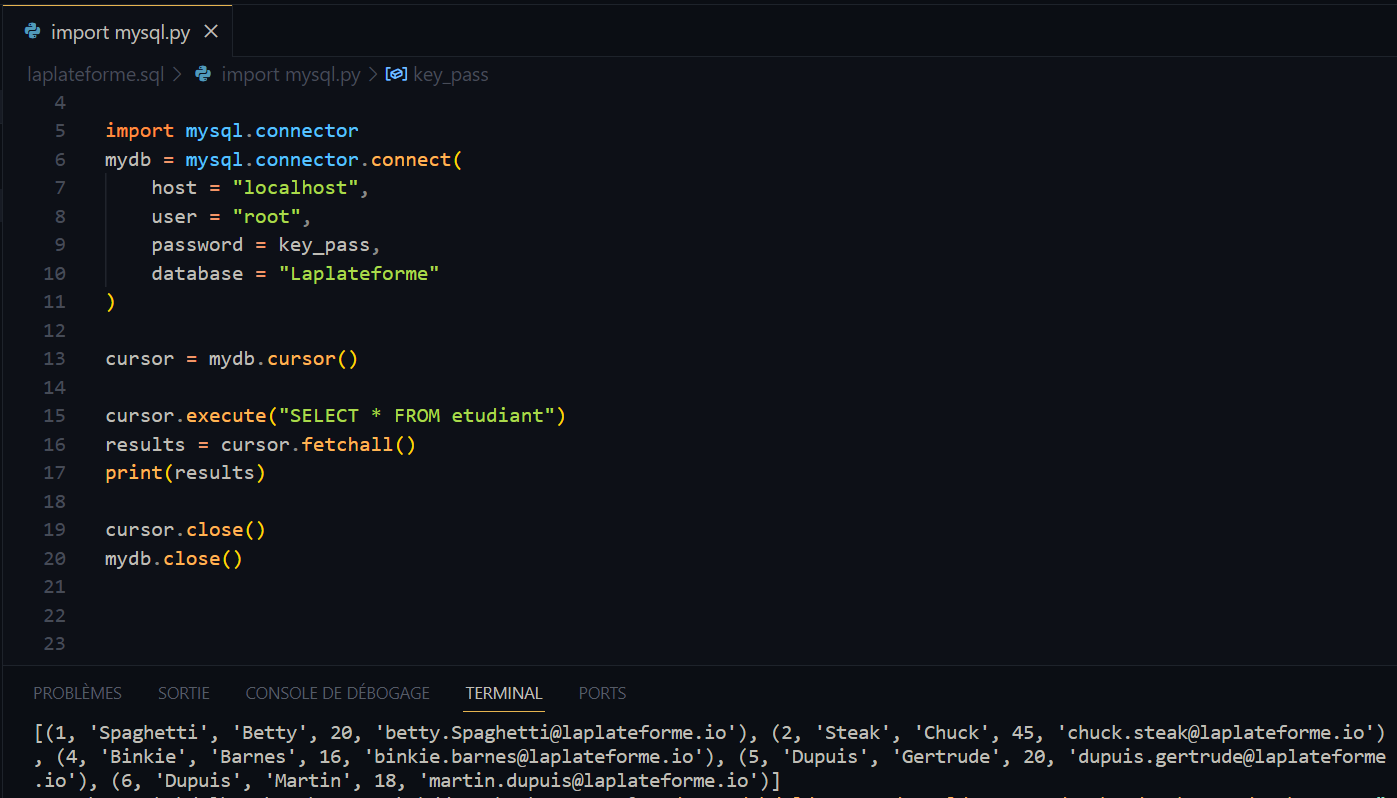 import mysql.py
laplateforme.sql > import mysql.py > key_pass
4
5 import mysql.connector
6 mydb = mysql.connector.connect(
7     host = "localhost",
8     user = "root",
9     password = key_pass,
10     database = "Laplateforme"
11 )
12
13 cursor = mydb.cursor()
14
15 cursor.execute("SELECT * FROM etudiant")
16 results = cursor.fetchall()
17 print(results)
18
19 cursor.close()
20 mydb.close()
21
22
23
PROBLÈMES SORTIE CONSOLE DE DÉBOGAGE TERMINAL PORTS
[(1, 'Spaghetti', 'Betty', 20, 'betty.Spaghetti@laplateforme.io'), (2, 'Steak', 'Chuck', 45, 'chuck.steak@laplateforme.io')
, (4, 'Binkie', 'Barnes', 16, 'binkie.barnes@laplateforme.io'), (5, 'Dupuis', 'Gertrude', 20, 'dupuis.gertrude@laplateforme
.io'), (6, 'Dupuis', 'Martin', 18, 'martin.dupuis@laplateforme.io')]